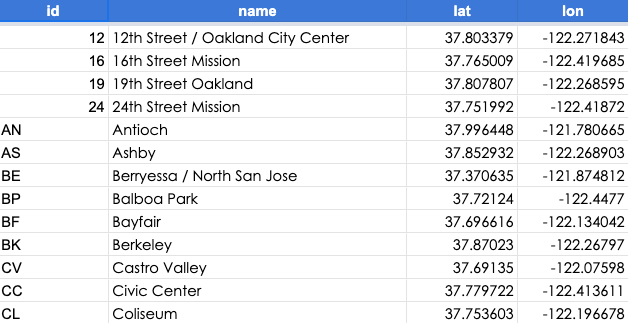 id name lat lon
12 12th Street / Oakland City Center 37.803379 -122.271843
16 16th Street Mission 37.765009 -122.419685
19 19th Street Oakland 37.807807 -122.268595
24 24th Street Mission 37.751992 -122.41872
AN Antioch 37.996448 -121.780665
AS Ashby 37.852932 -122.268903
BE Berryessa / North San Jose 37.370635 -121.874812
BP Balboa Park 37.72124 -122.4477
BF Bayfair 37.696616 -122.134042
BK Berkeley 37.87023 -122.26797
CV Castro Valley 37.69135 -122.07598
CC Civic Center 37.779722 -122.413611
CL Coliseum 37.753603 -122.196678